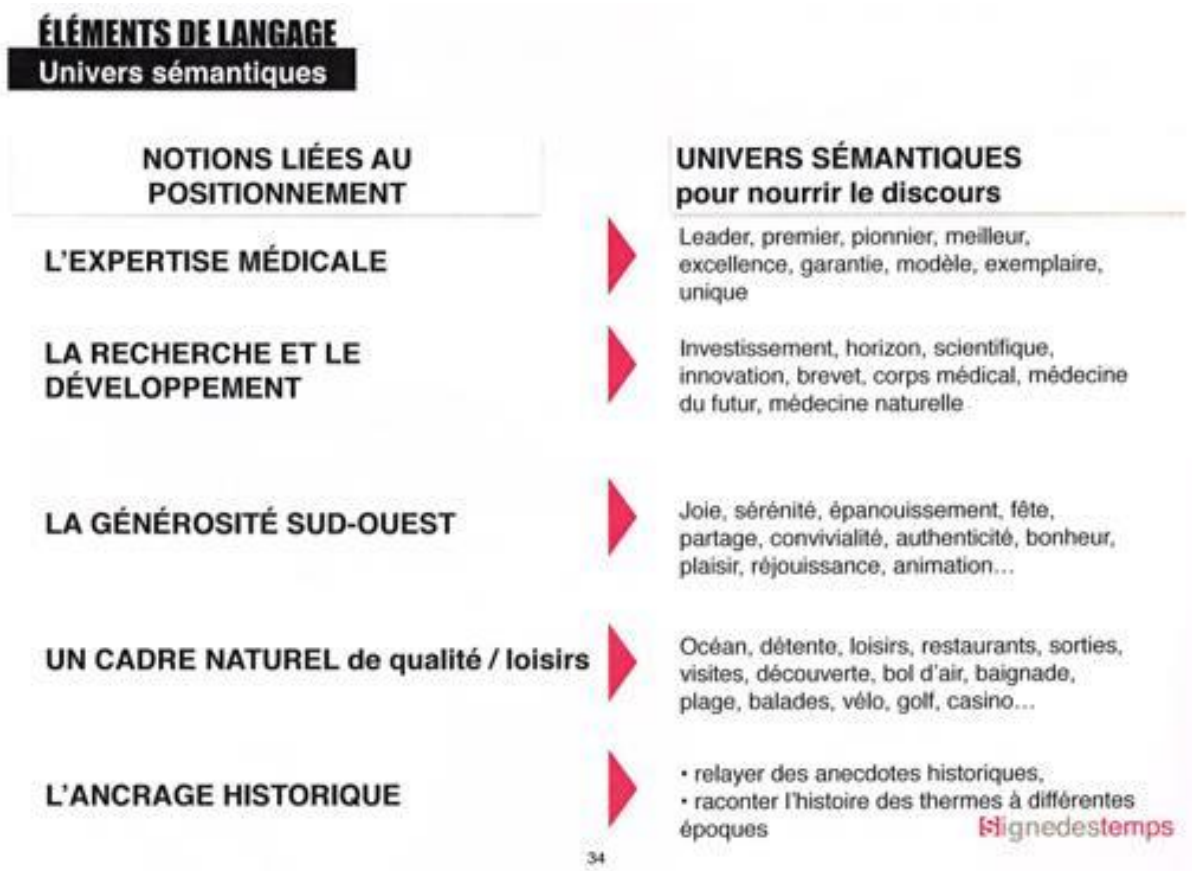 ÉLÉMENTS DE LANGAGE
Univers sémantiques
NOTIONS LIÉES AU
POSITIONNEMENT
UNIVERS SÉMANTIQUES
pour nourrir le discours
L'EXPERTISE MÉDICALE
Leader, premier, pionnier, meilleur,
excellence, garantie, modèle, exemplaire,
unique
LA RECHERCHE ET LE
DÉVELOPPEMENT
Investissement, horizon, scientifique,
innovation, brevet, corps médical, médecine
du futur, médecine naturelle
LA GÉNÉROSITÉ SUD-OUEST
Joie, sérénité, épanouissement, fête,
partage, convivialité, authenticité, bonheur,
plaisir, réjouissance, animation...
UN CADRE NATUREL de qualité / loisirs
Océan, détente, loisirs, restaurants, sorties,
visites, découverte, bol d'air, baignade,
plage, balades, vélo, golf, casino...
L'ANCRAGE HISTORIQUE
• relayer des anecdotes historiques,
• raconter l'histoire des thermes à différentes
époques
Signedestemps
34